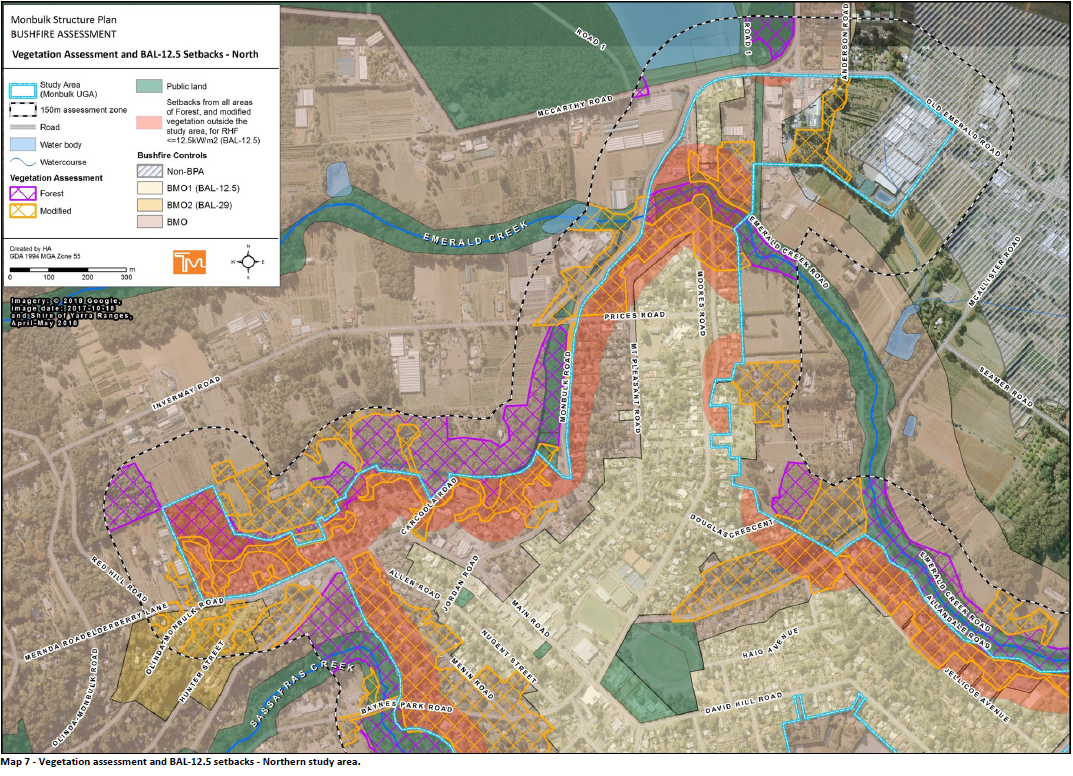 Monbulk Structure Plan
BUSHFIRE ASSESSMENT
Vegetation Assessment and BAL-12.5 Setbacks - North
Study Area
(Monbulk UGA)
150m assessment zone
Road
Water body
Watercourse
Vegetation Assessment
Forest
Modified
Public land
Setbacks from all areas
of Forest, and modified
vegetation outside the
study area, for RHF
<=12.5kW/m2 (BAL-12.5)
Bushfire Controls
Non-BPA
BMO1 (BAL-12.5)
BMO2 (BAL-29)
BMO
Created by HA
GDA 1994 MGA Zone 55
m
0 100 200 300
TM
N
W E
S
Imagery: © 2018 Google,
image date: 2017-10-18
and Shire of Yarra Ranges,
April-May 2018
ROAD 1
ROAD 1
ANDERSON ROAD
MCCARTHY ROAD
OLD EMERALD ROAD
EMERALD CREEK
EMERALD CREEK ROAD
MCALLISTER ROAD
MOORES ROAD
PRICES ROAD
MT PLEASANT ROAD
MONBULK ROAD
SEAMER ROAD
INVERMAY ROAD
CARCOOLA ROAD
DOUGLAS CRESCENT
RED HILL ROAD
ALLEN ROAD
JORDAN ROAD
MAIN ROAD
EMERALD CREEK ROAD
ALLANDALE ROAD
MERNDA ROAD
ELDERBERRY LANE
OLINDA-MONBULK ROAD
HUNTER STREET
OLINDA-MONBULK ROAD
NUGENT STREET
HAIG AVENUE
MENIN ROAD
SASSAFRAS CREEK
JELLICOE AVENUE
BAYNES PARK ROAD
DAVID HILL ROAD
Map 7 - Vegetation assessment and BAL-12.5 setbacks - Northern study area.